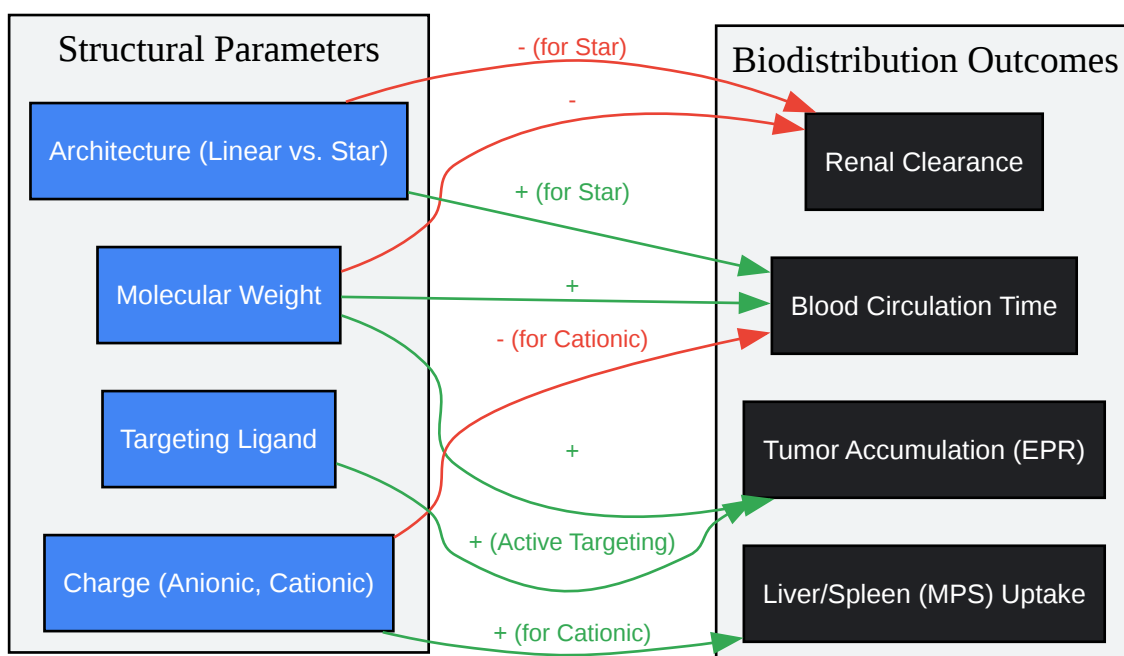 Structural Parameters
Architecture (Linear vs. Star)
Molecular Weight
Targeting Ligand
Charge (Anionic, Cationic)
- (for Star)
-
+ (for Star)
+
- (for Cationic)
+
+ (Active Targeting)
+ (for Cationic)
Biodistribution Outcomes
Renal Clearance
Blood Circulation Time
Tumor Accumulation (EPR)
Liver/Spleen (MPS) Uptake